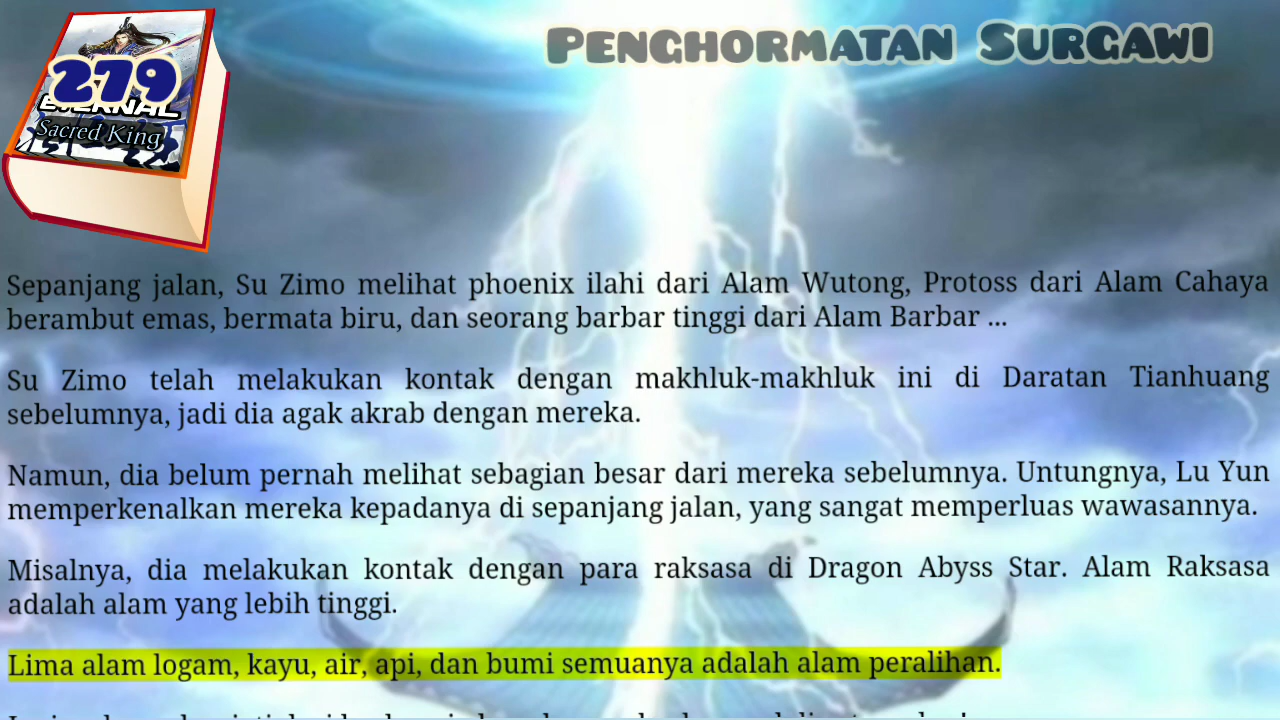 279
ETERNAL
Sacred King
Penghormatan Surgawi
Sepanjang jalan, Su Zimo melihat phoenix ilahi dari Alam Wutong, Protoss dari Alam Cahaya
berambut emas, bermata biru, dan seorang barbar tinggi dari Alam Barbar ...
Su Zimo telah melakukan kontak dengan makhluk-makhluk ini di Daratan Tianhuang
sebelumnya, jadi dia agak akrab dengan mereka.
Namun, dia belum pernah melihat sebagian besar dari mereka sebelumnya. Untungnya, Lu Yun
memperkenalkan mereka kepadanya di sepanjang jalan, yang sangat memperluas wawasannya.
Misalnya, dia melakukan kontak dengan para raksasa di Dragon Abyss Star. Alam Raksasa
adalah alam yang lebih tinggi.
Lima alam logam, kayu, air, api, dan bumi semuanya adalah alam peralihan.